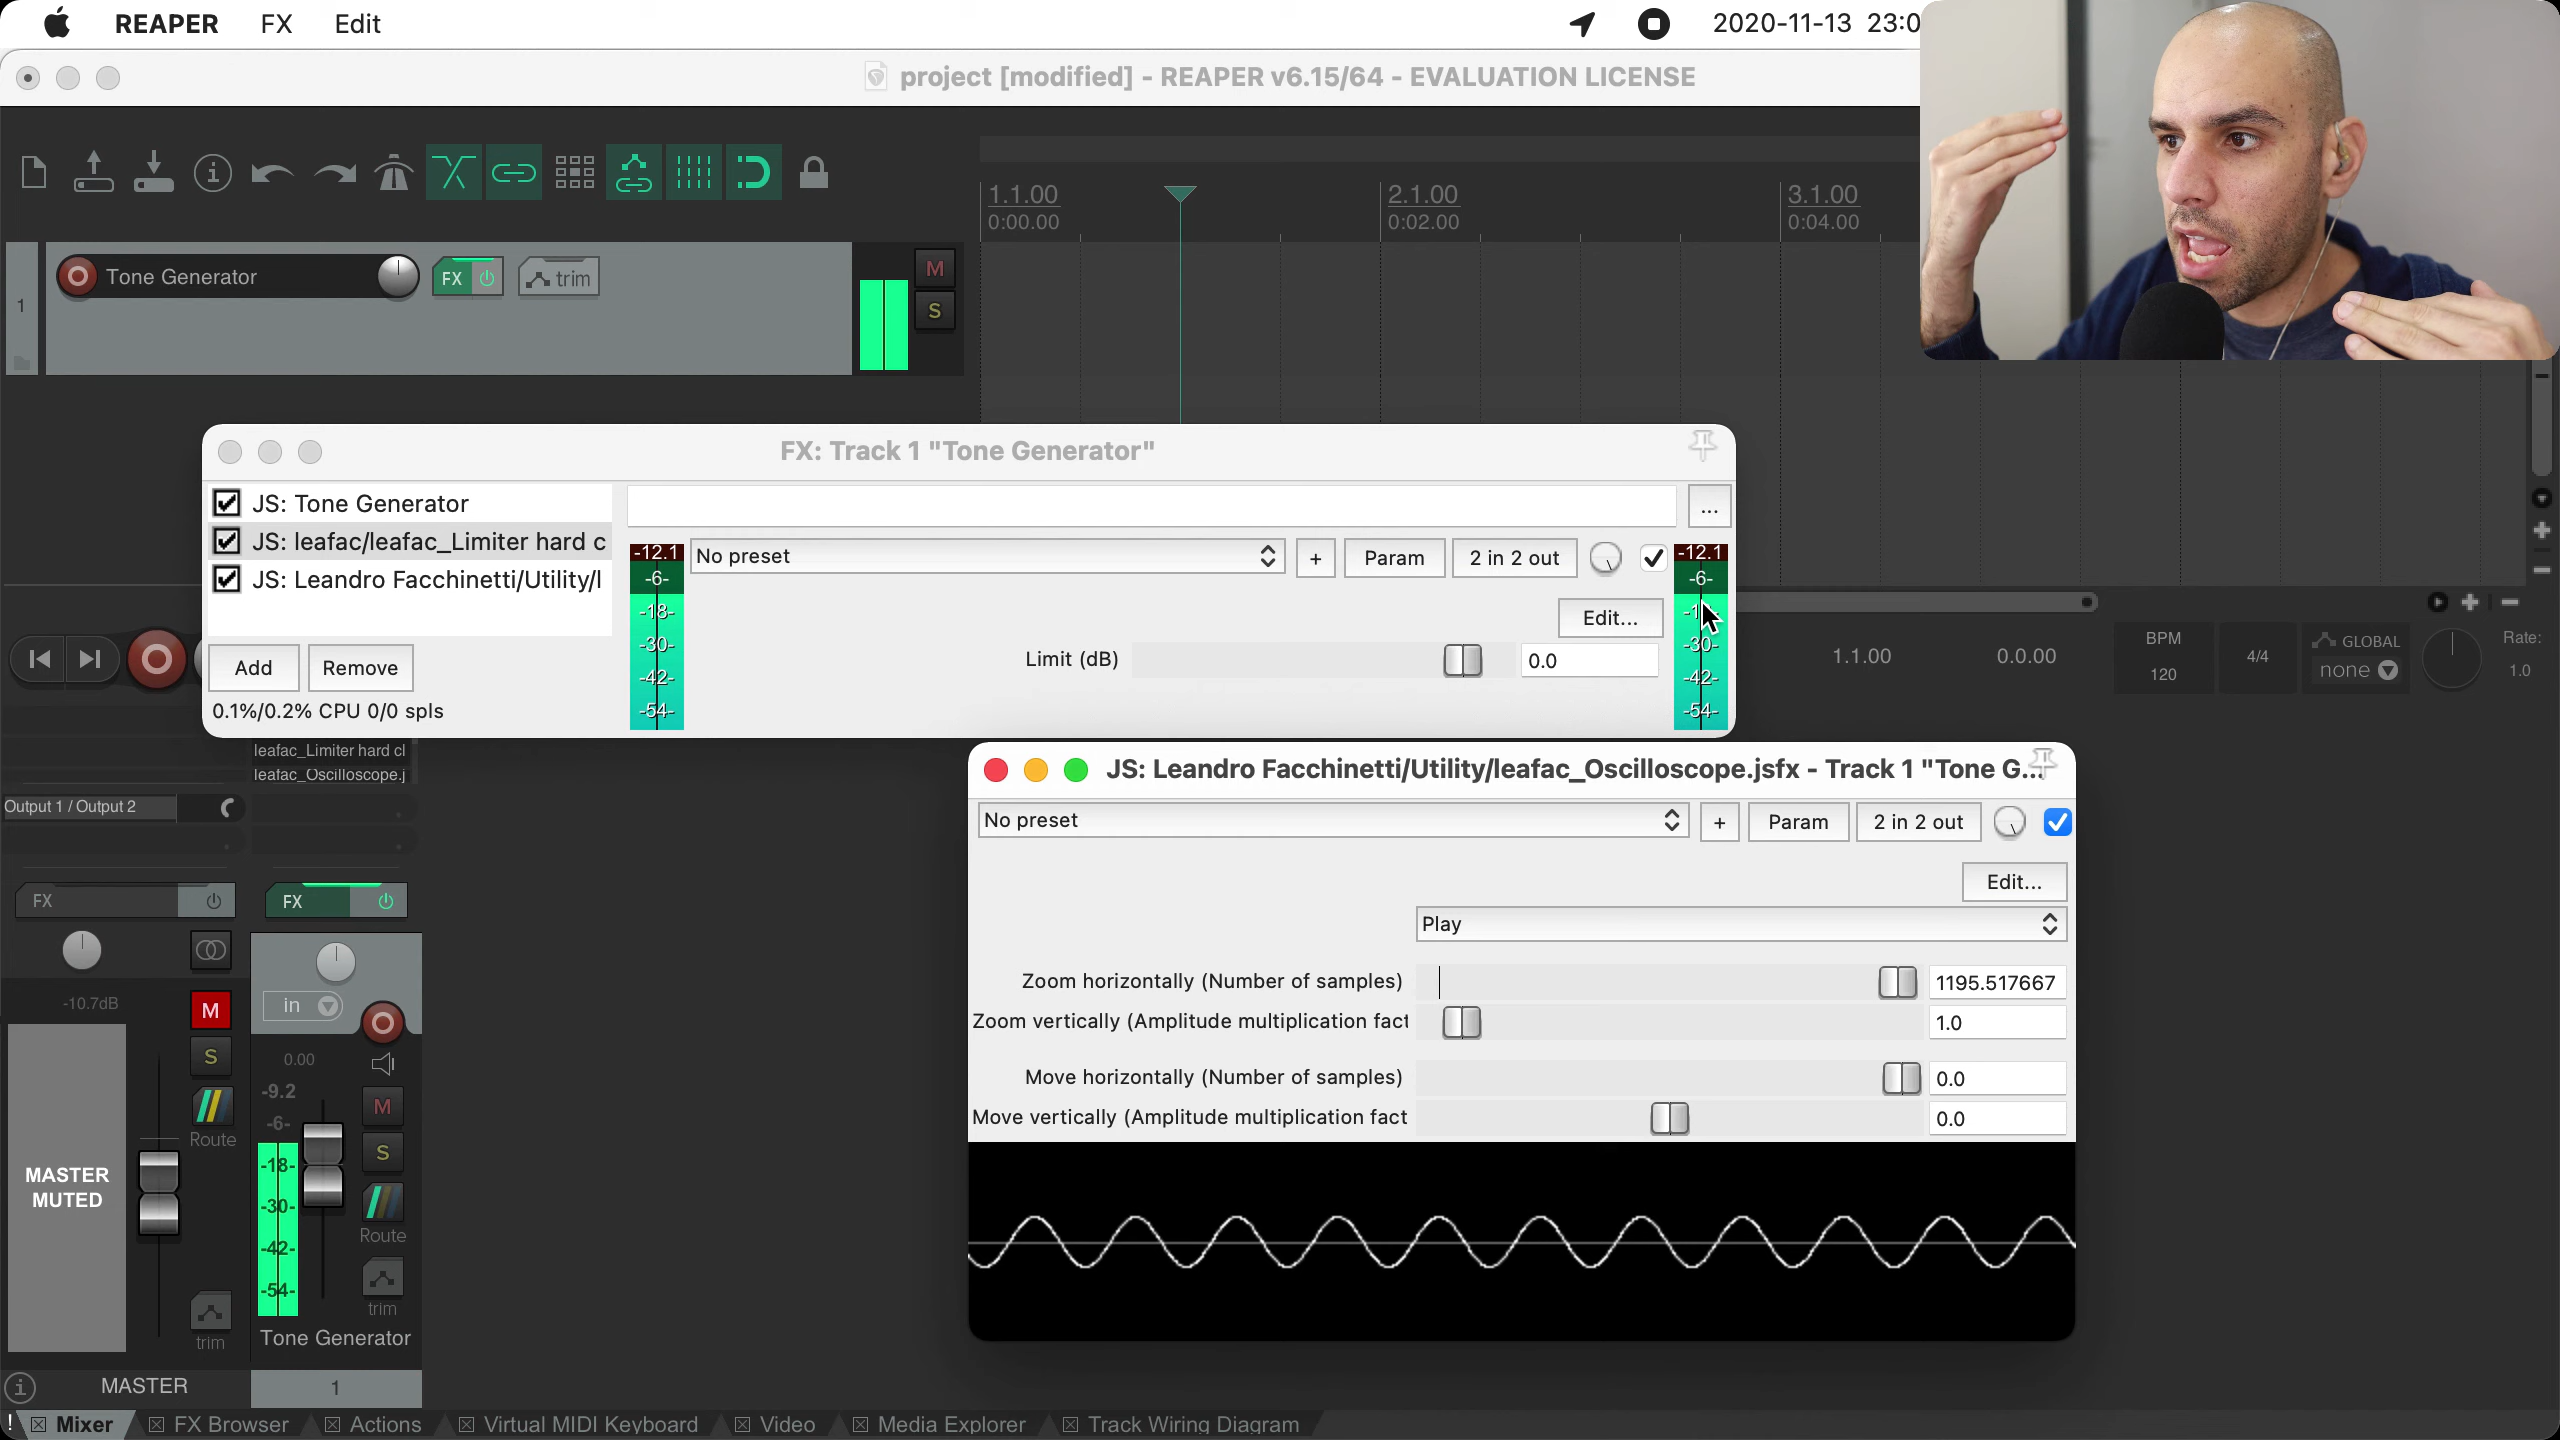 REAPER FX Edit 2020-11-13 23:0
project [modified] - REAPER v6.15/64 - EVALUATION LICENSE
1.1.00 2.1.00 3.1.00
0:00.00 0:02.00 0:04.00
Tone Generator FX trim M
1 S
FX: Track 1 "Tone Generator"
JS: Tone Generator ...
JS: leafac/leafac_Limiter hard c
JS: Leandro Facchinetti/Utility/l
-12.1 No preset + Param 2 in 2 out -12.1
-6- -6-
-18- Edit...
-30- Limit (dB) 0.0 -30-
-42- -42-
-54- -54-
Add Remove
0.1%/0.2% CPU 0/0 spls
1.1.00 0.0.00
BPM
120
4/4
GLOBAL
none
Rate:
1.0
leafac_Limiter hard cl
leafac_Oscilloscope.j
Output 1 / Output 2
FX FX
-10.7dB
M
S
Route
MASTER
MUTED
trim
in
0.00
-9.2
-6-
-18-
-30-
-42-
-54-
M
S
Route
trim
Tone Generator
MASTER 1
JS: Leandro Facchinetti/Utility/leafac_Oscilloscope.jsfx - Track 1 "Tone G...
No preset + Param 2 in 2 out
Edit...
Play
Zoom horizontally (Number of samples) 1195.517667
Zoom vertically (Amplitude multiplication fact 1.0
Move horizontally (Number of samples) 0.0
Move vertically (Amplitude multiplication fact 0.0
! Mixer FX Browser Actions Virtual MIDI Keyboard Video Media Explorer Track Wiring Diagram